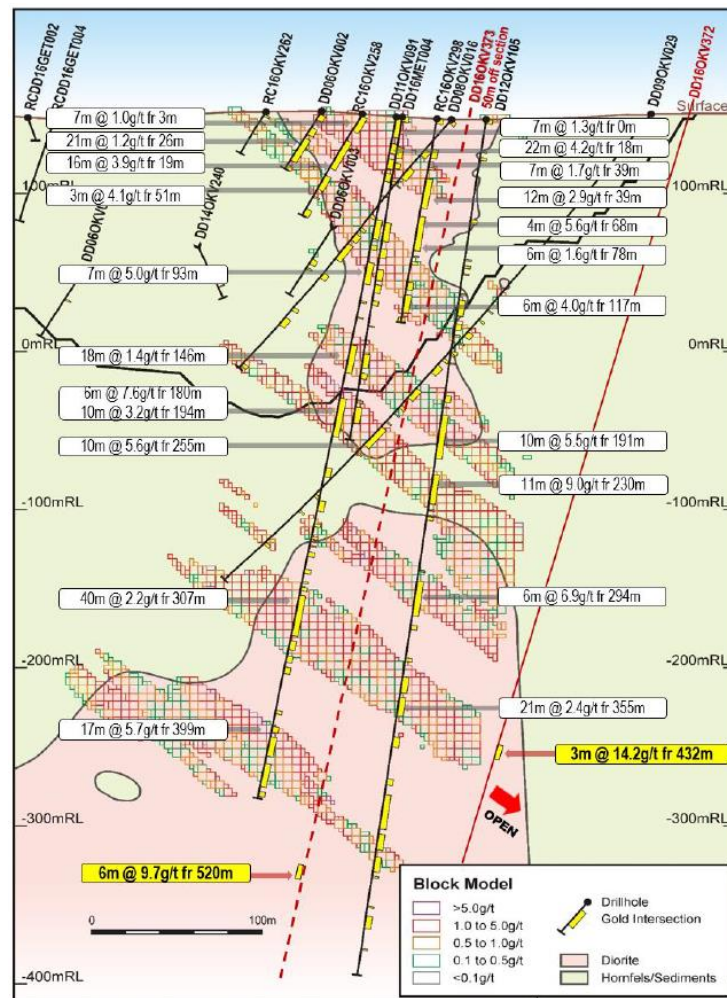 RCDD16GET002
RCDD16GET004
RC16OKV262
DD06OKV002
RC16OKV258
DD11OKV091
DD16MET004
RC16OKV298
DD08OKV016
DD16OKV373
50m off section
DD12OKV105
DD09OKV029
DD16OKV372
Surface
7m @ 1.0g/t fr 3m
7m @ 1.3g/t fr 0m
21m @ 1.2g/t fr 26m
22m @ 4.2g/t fr 18m
16m @ 3.9g/t fr 19m
7m @ 1.7g/t fr 39m
3m @ 4.1g/t fr 51m
12m @ 2.9g/t fr 39m
100mRL
100mRL
DD14OKV240
DD06OKV003
4m @ 5.6g/t fr 68m
6m @ 1.6g/t fr 78m
7m @ 5.0g/t fr 93m
6m @ 4.0g/t fr 117m
0mRL
0mRL
18m @ 1.4g/t fr 146m
6m @ 7.6g/t fr 180m
10m @ 3.2g/t fr 194m
10m @ 5.6g/t fr 255m
10m @ 5.5g/t fr 191m
11m @ 9.0g/t fr 230m
-100mRL
-100mRL
40m @ 2.2g/t fr 307m
6m @ 6.9g/t fr 294m
-200mRL
-200mRL
21m @ 2.4g/t fr 355m
17m @ 5.7g/t fr 399m
3m @ 14.2g/t fr 432m
OPEN
-300mRL
-300mRL
6m @ 9.7g/t fr 520m
0
100m
-400mRL
Block Model
>5.0g/t
1.0 to 5.0g/t
0.5 to 1.0g/t
0.1 to 0.5g/t
<0.1g/t
Drillhole
Gold Intersection
Diorite
Hornfels/Sediments